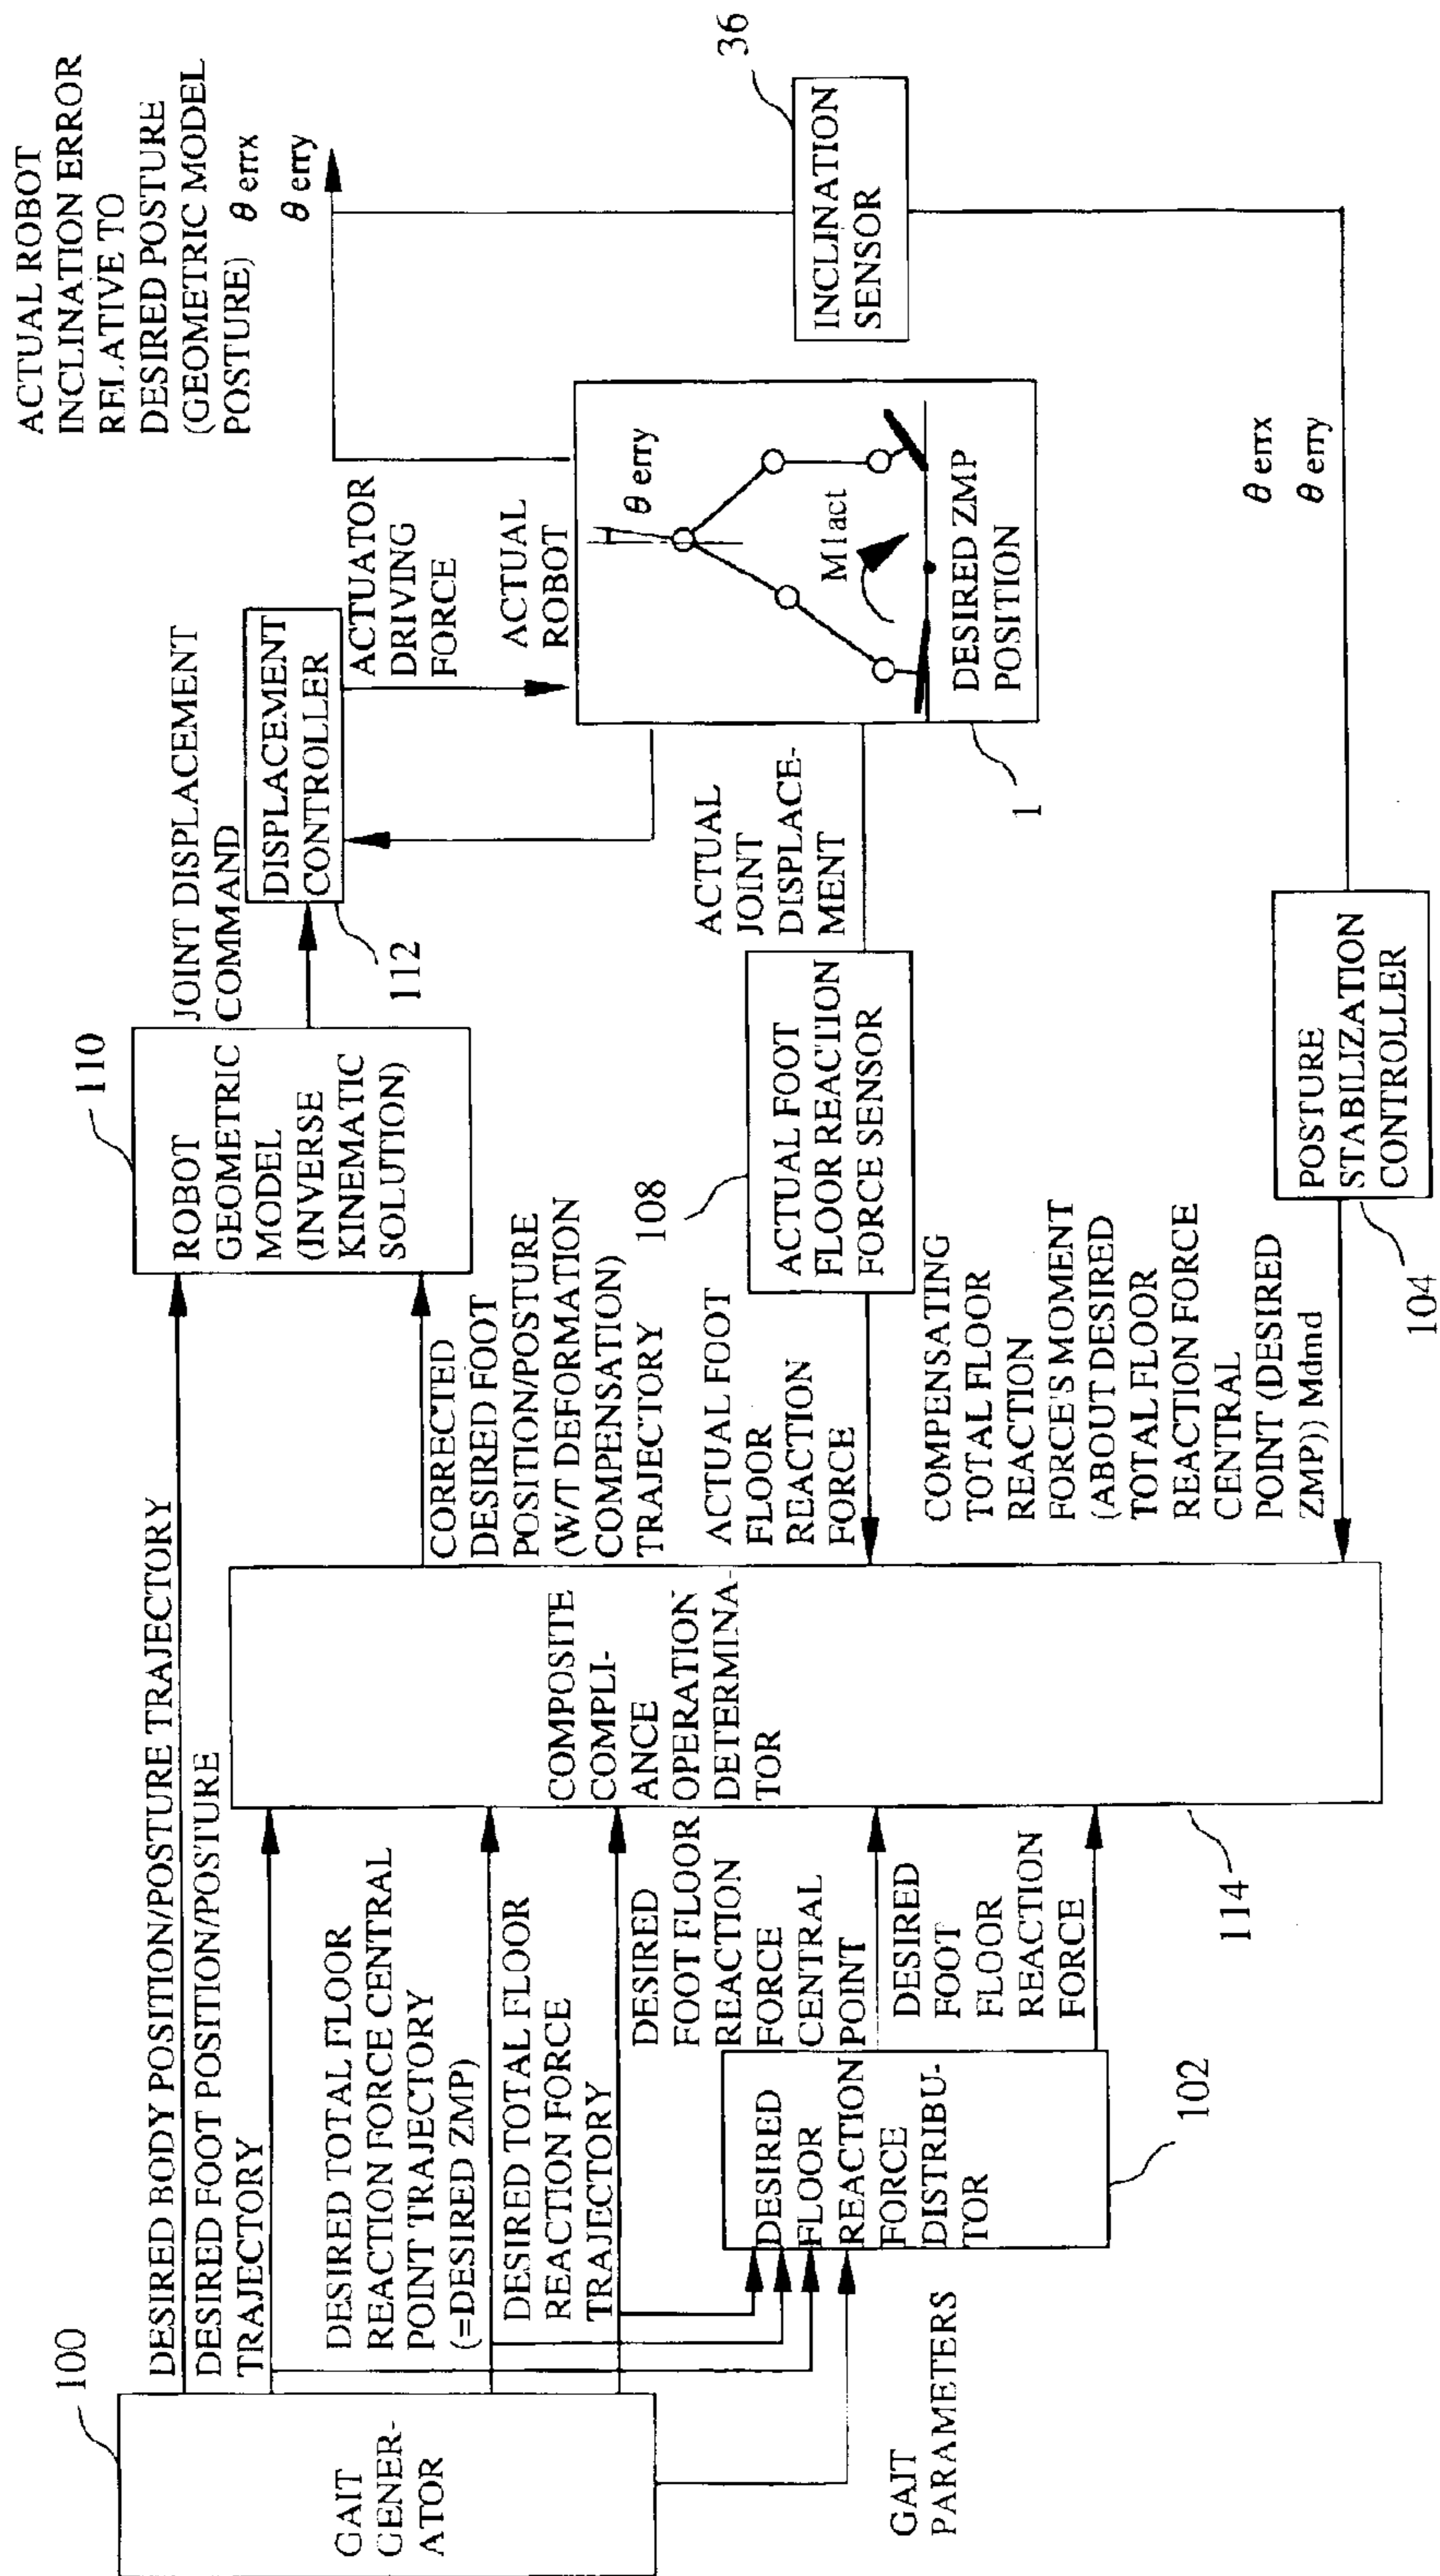 100
GAIT
GENER-
ATOR
DESIRED BODY POSITION/POSTURE TRAJECTORY
DESIRED FOOT POSITION/POSTURE
TRAJECTORY
DESIRED TOTAL FLOOR
REACTION FORCE CENTRAL
POINT TRAJECTORY
(=DESIRED ZMP)
DESIRED TOTAL FLOOR
REACTION FORCE
TRAJECTORY
GAIT
PARAMETERS
DESIRED
FLOOR
REACTION
FORCE
DISTRIBU-
TOR
102
DESIRED
FOOT FLOOR
REACTION
FORCE
CENTRAL
POINT
DESIRED
FOOT
FLOOR
REACTION
FORCE
COMPOSITE
COMPLI-
ANCE
OPERATION
DETERMINA-
TOR
114
CORRECTED
DESIRED FOOT
POSITION/POSTURE
(W/T DEFORMATION
COMPENSATION)
TRAJECTORY
110
ROBOT
GEOMETRIC
MODEL
(INVERSE
KINEMATIC
SOLUTION)
JOINT DISPLACEMENT
COMMAND
DISPLACEMENT
CONTROLLER
112
ACTUATOR
DRIVING
FORCE
ACTUAL
ROBOT
θ erry
M1act
DESIRED ZMP
POSITION
1
ACTUAL
JOINT
DISPLACE-
MENT
108
ACTUAL FOOT
FLOOR REACTION
FORCE SENSOR
ACTUAL FOOT
FLOOR
REACTION
FORCE
COMPENSATING
TOTAL FLOOR
REACTION
FORCE'S MOMENT
(ABOUT DESIRED
TOTAL FLOOR
REACTION FORCE
CENTRAL
POINT (DESIRED
ZMP)) Mdmd
POSTURE
STABILIZATION
CONTROLLER
104
θ errx
θ erry
INCLINATION
SENSOR
36
ACTUAL ROBOT
INCLINATION ERROR
RELATIVE TO
DESIRED POSTURE
(GEOMETRIC MODEL
POSTURE) θ errx
θ erry